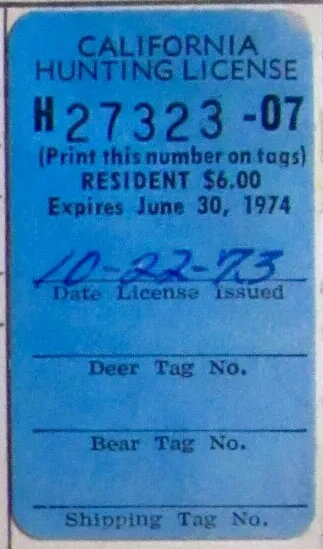 CALIFORNIA
HUNTING LICENSE
H 27323 -07
(Print this number on tags)
RESIDENT $6.00
Expires June 30, 1974
10-22-73
Date License issued
Deer Tag No.
Bear Tag No.
Shipping Tag No.